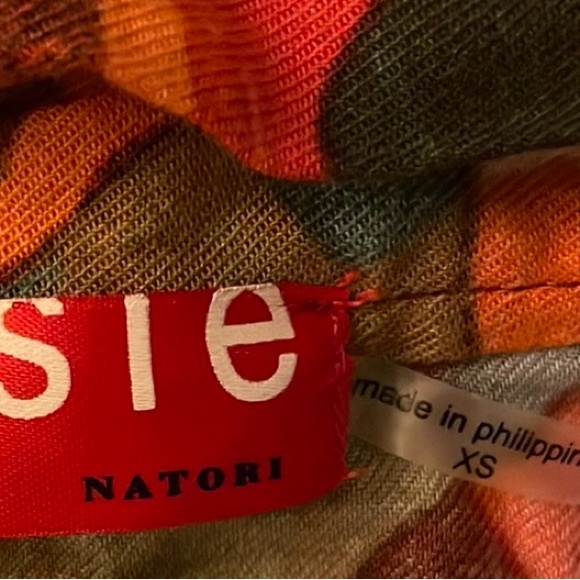 sie
NATORI
made in philippin
XS